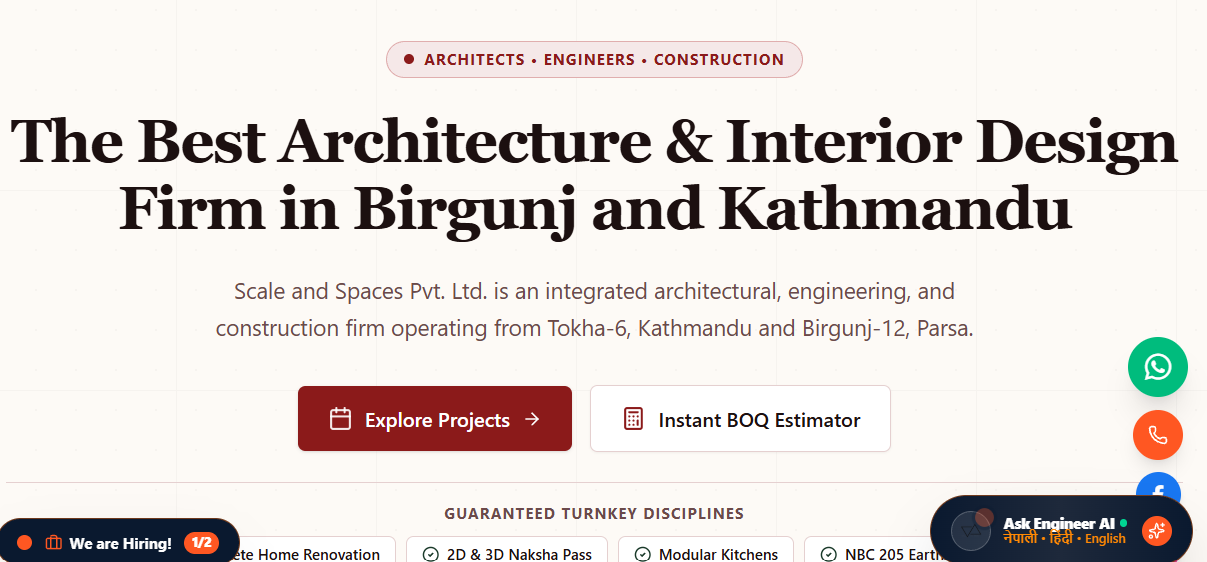 ARCHITECTS • ENGINEERS • CONSTRUCTION
The Best Architecture & Interior Design
Firm in Birgunj and Kathmandu
Scale and Spaces Pvt. Ltd. is an integrated architectural, engineering, and
construction firm operating from Tokha-6, Kathmandu and Birgunj-12, Parsa.
Explore Projects →
Instant BOQ Estimator
GUARANTEED TURNKEY DISCIPLINES
We are Hiring! 1/2
Home Renovation
2D & 3D Naksha Pass
Modular Kitchens
NBC 205
Ask Engineer AI
नेपाली • हिंदी • English